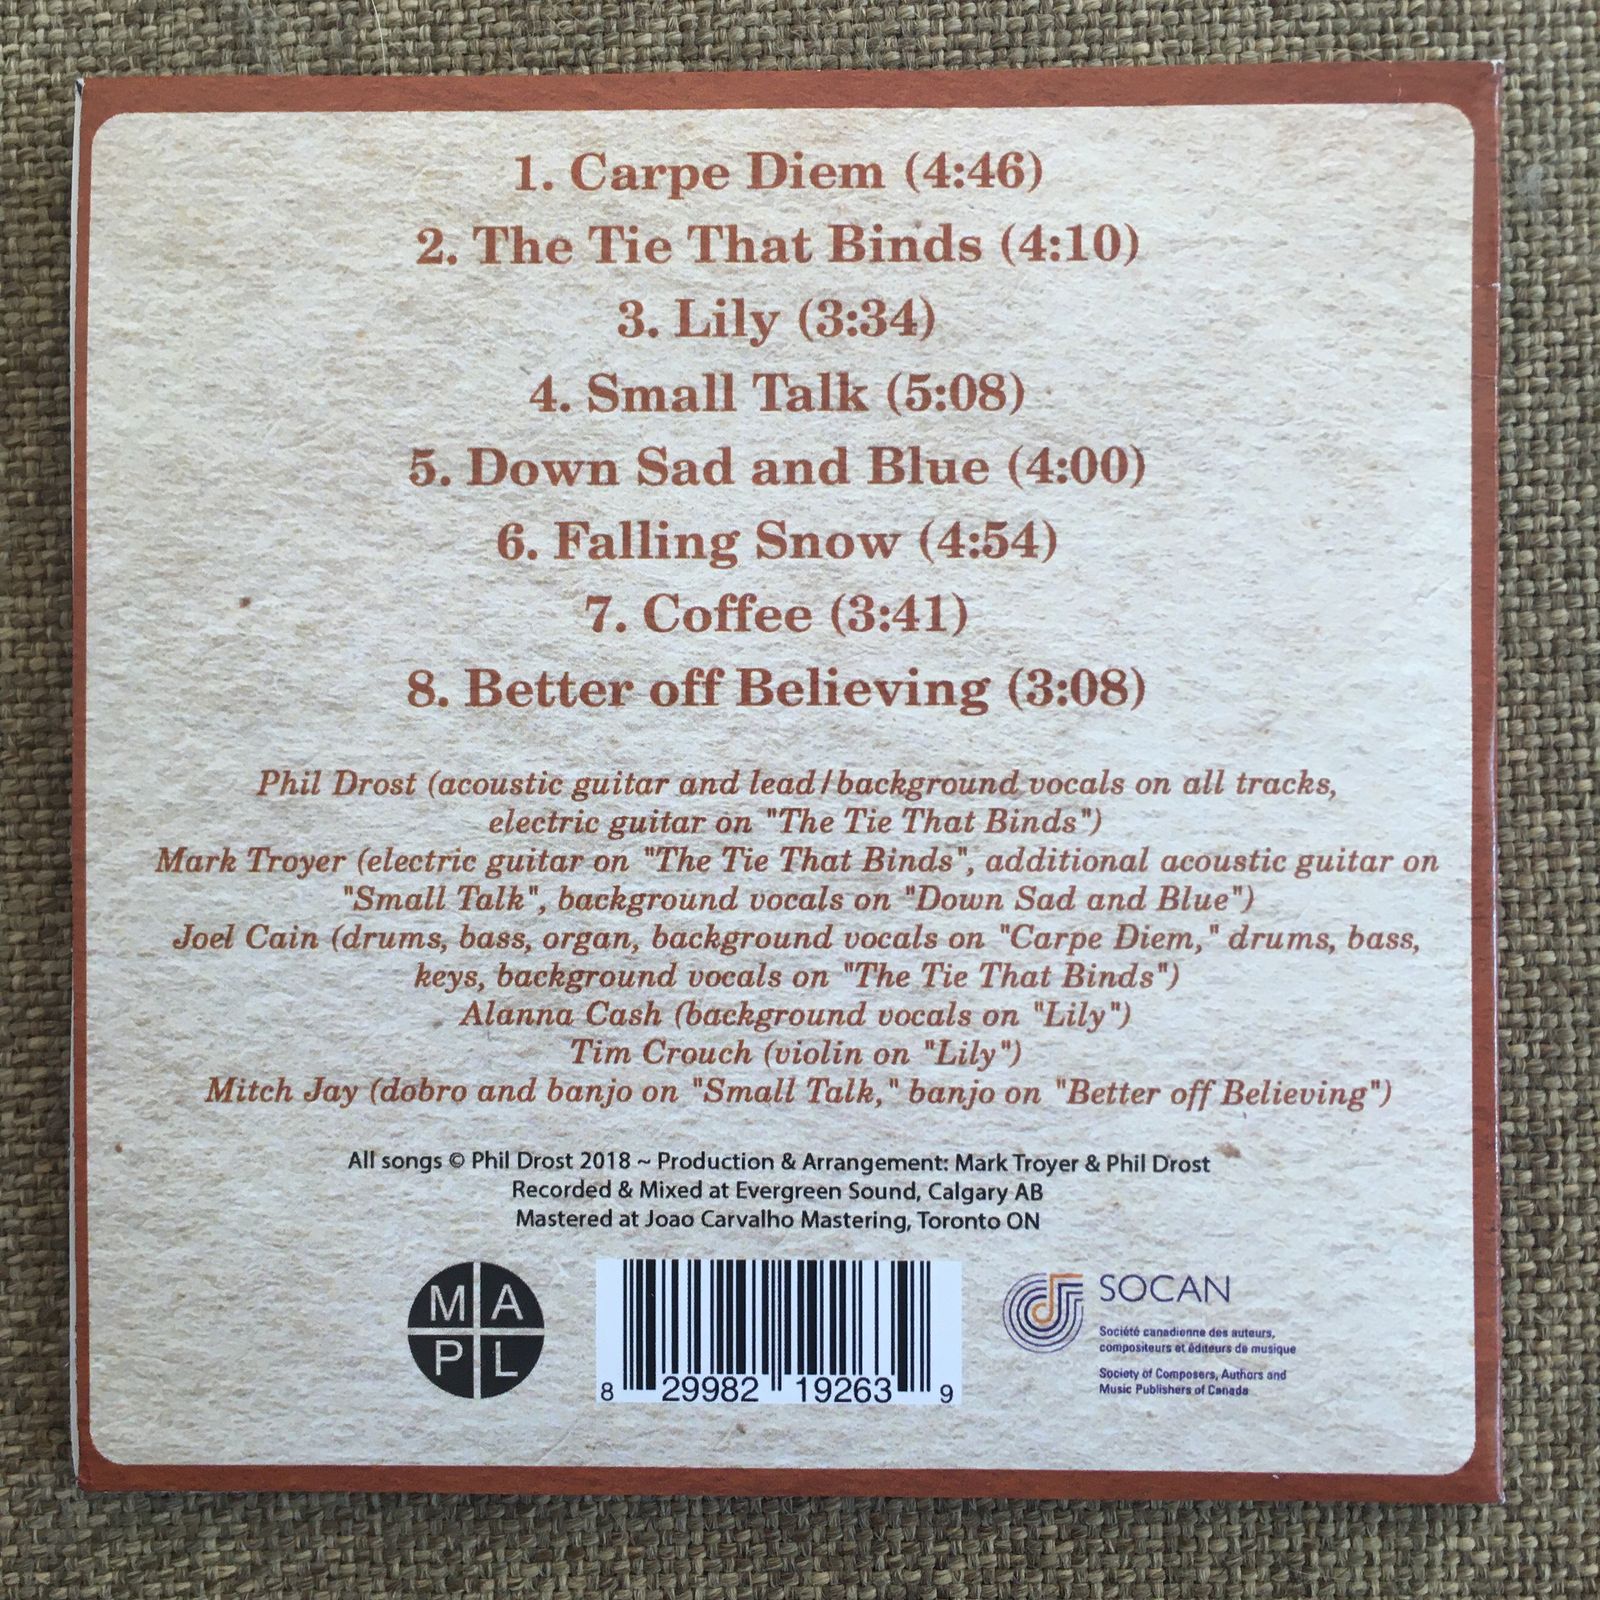 1. Carpe Diem (4:46)
2. The Tie That Binds (4:10)
3. Lily (3:34)
4. Small Talk (5:08)
5. Down Sad and Blue (4:00)
6. Falling Snow (4:54)
7. Coffee (3:41)
8. Better off Believing (3:08)
Phil Drost (acoustic guitar and lead/background vocals on all tracks,
electric guitar on "The Tie That Binds")
Mark Troyer (electric guitar on "The Tie That Binds", additional acoustic guitar on
"Small Talk", background vocals on "Down Sad and Blue")
Joel Cain (drums, bass, organ, background vocals on "Carpe Diem," drums, bass,
keys, background vocals on "The Tie That Binds")
Alanna Cash (background vocals on "Lily")
Tim Crouch (violin on "Lily")
Mitch Jay (dobro and banjo on "Small Talk," banjo on "Better off Believing")
All songs © Phil Drost 2018 ~ Production & Arrangement: Mark Troyer & Phil Drost
Recorded & Mixed at Evergreen Sound, Calgary AB
Mastered at Joao Carvalho Mastering, Toronto ON
M A
P L
8 29982 19263 9
SOCAN
Société canadienne des auteurs,
compositeurs et éditeurs de musique
Society of Composers, Authors and
Music Publishers of Canada